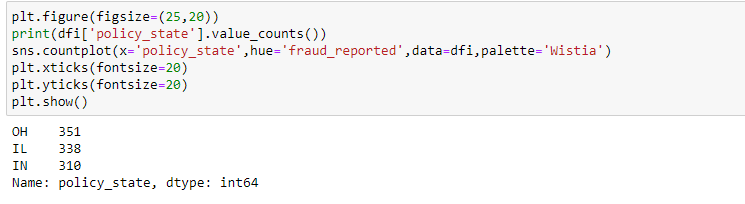 plt.figure(figsize=(25,20))
print(dfi['policy_state'].value_counts())
sns.countplot(x='policy_state',hue='fraud_reported',data=dfi,palette='Wistia')
plt.xticks(fontsize=20)
plt.yticks(fontsize=20)
plt.show()
OH    351
IL    338
IN    310
Name: policy_state, dtype: int64